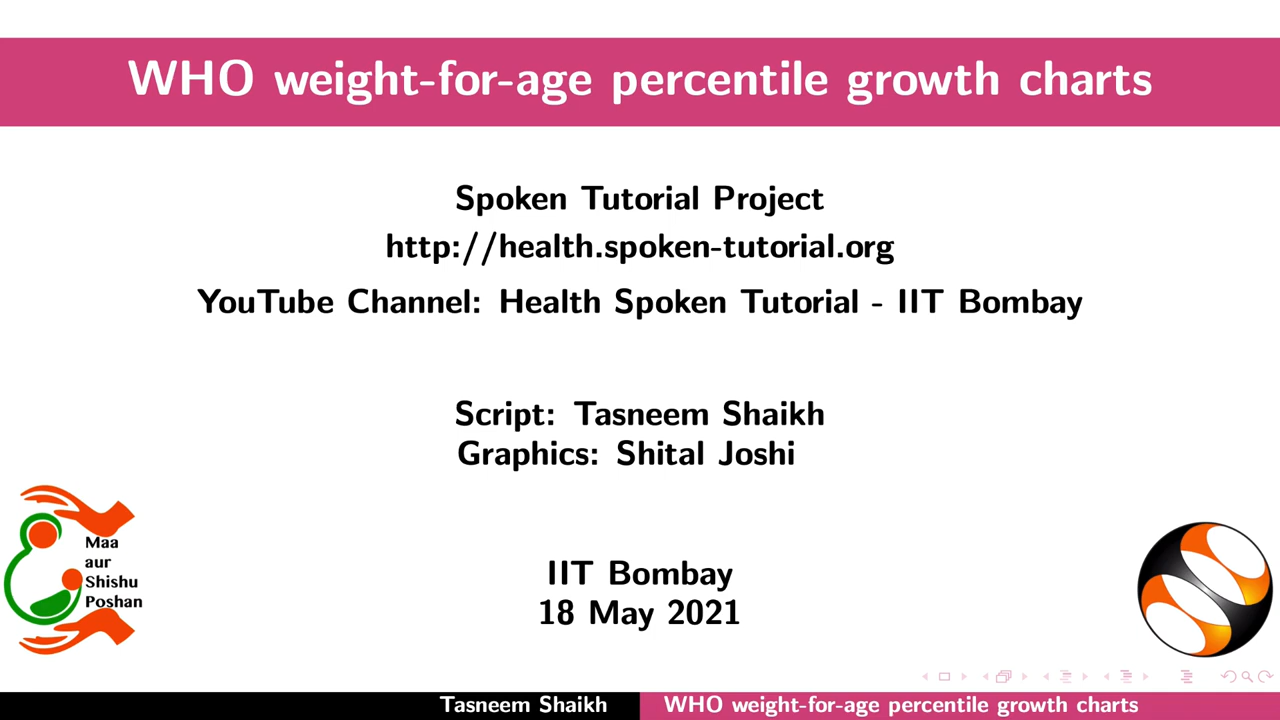 WHO weight-for-age percentile growth charts
Spoken Tutorial Project
http://health.spoken-tutorial.org
YouTube Channel: Health Spoken Tutorial - IIT Bombay
Script: Tasneem Shaikh
Graphics: Shital Joshi
Maa
aur
Shishu
Poshan
IIT Bombay
18 May 2021
Tasneem Shaikh
WHO weight-for-age percentile growth charts